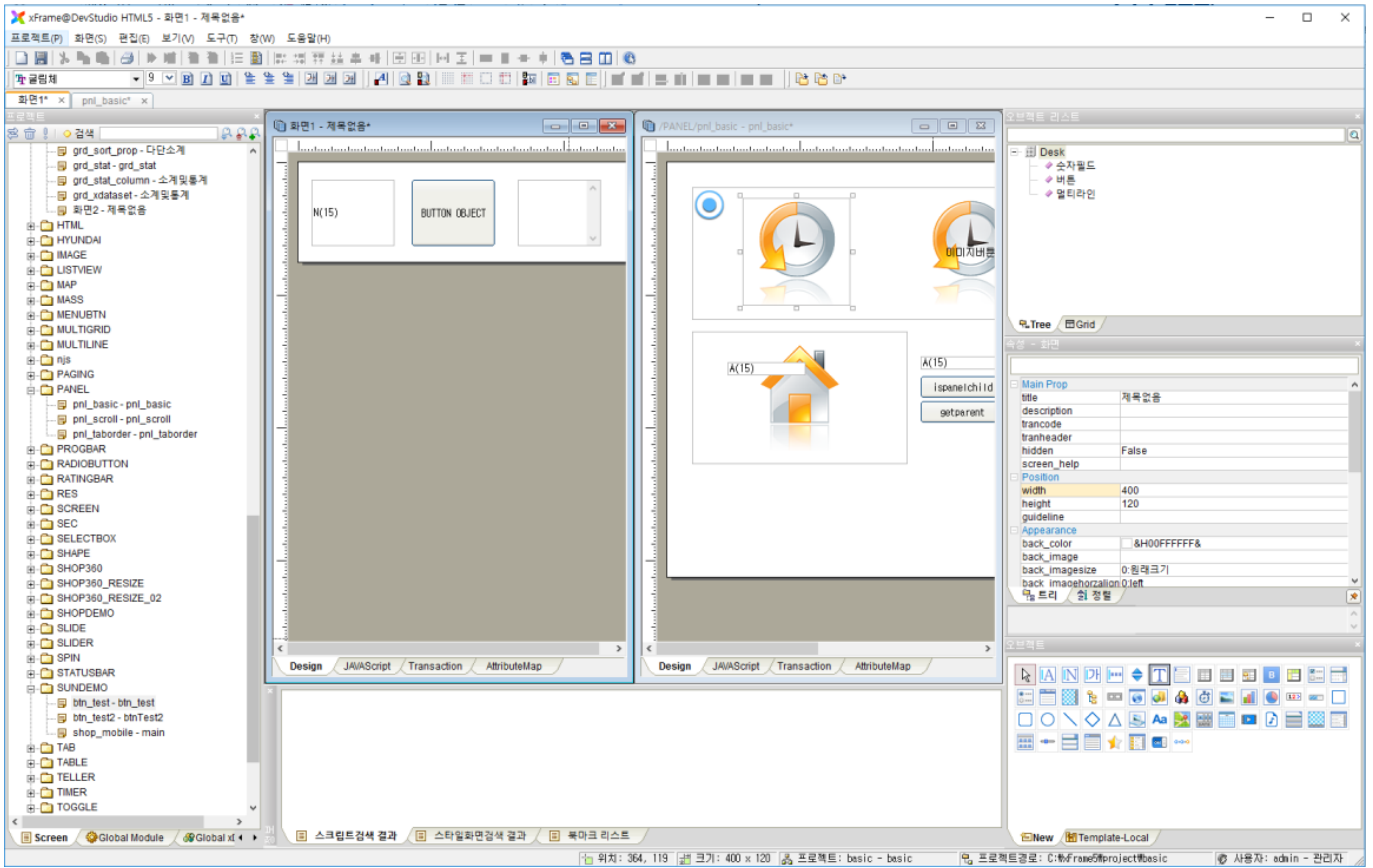 xFrame@DevStudio HTML5 - 화면1 - 제목없음*
프로젝트(P) 화면(S) 편집(E) 보기(V) 도구(T) 창(W) 도움말(H)
굴림체 9
화면1* × pnl_basic* ×
프로젝트
검색
grd_sort_prop - 다단소계
grd_stat - grd_stat
grd_stat_column - 소계및통계
grd_xdataset - 소계및통계
화면2 - 제목없음
HTML
HYUNDAI
IMAGE
LISTVIEW
MAP
MASS
MENUBTN
MULTIGRID
MULTILINE
njs
PAGING
PANEL
pnl_basic - pnl_basic
pnl_scroll - pnl_scroll
pnl_taborder - pnl_taborder
PROGBAR
RADIOBUTTON
RATINGBAR
RES
SCREEN
SEC
SELECTBOX
SHAPE
SHOP360
SHOP360_RESIZE
SHOP360_RESIZE_02
SHOPDEMO
SLIDE
SLIDER
SPIN
STATUSBAR
SUNDEMO
btn_test - btn_test
btn_test2 - btnTest2
shop_mobile - main
TAB
TABLE
TELLER
TIMER
TOGGLE
Screen Global Module Global xI
화면1 - 제목없음*
N(15) BUTTON OBJECT
Design JAVAScript Transaction AttributeMap
/PANEL/pnl_basic - pnl_basic*
이미지버튼
A(15) A(15)
ispanelchild
getparent
Design JAVAScript Transaction AttributeMap
스크립트검색 결과 스타일화면검색 결과 북마크 리스트
오브젝트 리스트
Desk
숫자필드
버튼
멀티라인
Tree Grid
속성 - 화면
Main Prop
title 제목없음
description
trancode
tranheader
hidden False
screen_help
Position
width 400
height 120
guideline
Appearance
back_color &H00FFFFFF&
back_image
back_imagesize 0:원래크기
back_imagehorzalion 0:left
트리 정렬
오브젝트
New Template-Local
위치: 364, 119 크기: 400 x 120 프로젝트: basic - basic 프로젝트경로: C:₩xFrame5₩project₩basic 사용자: admin - 관리자